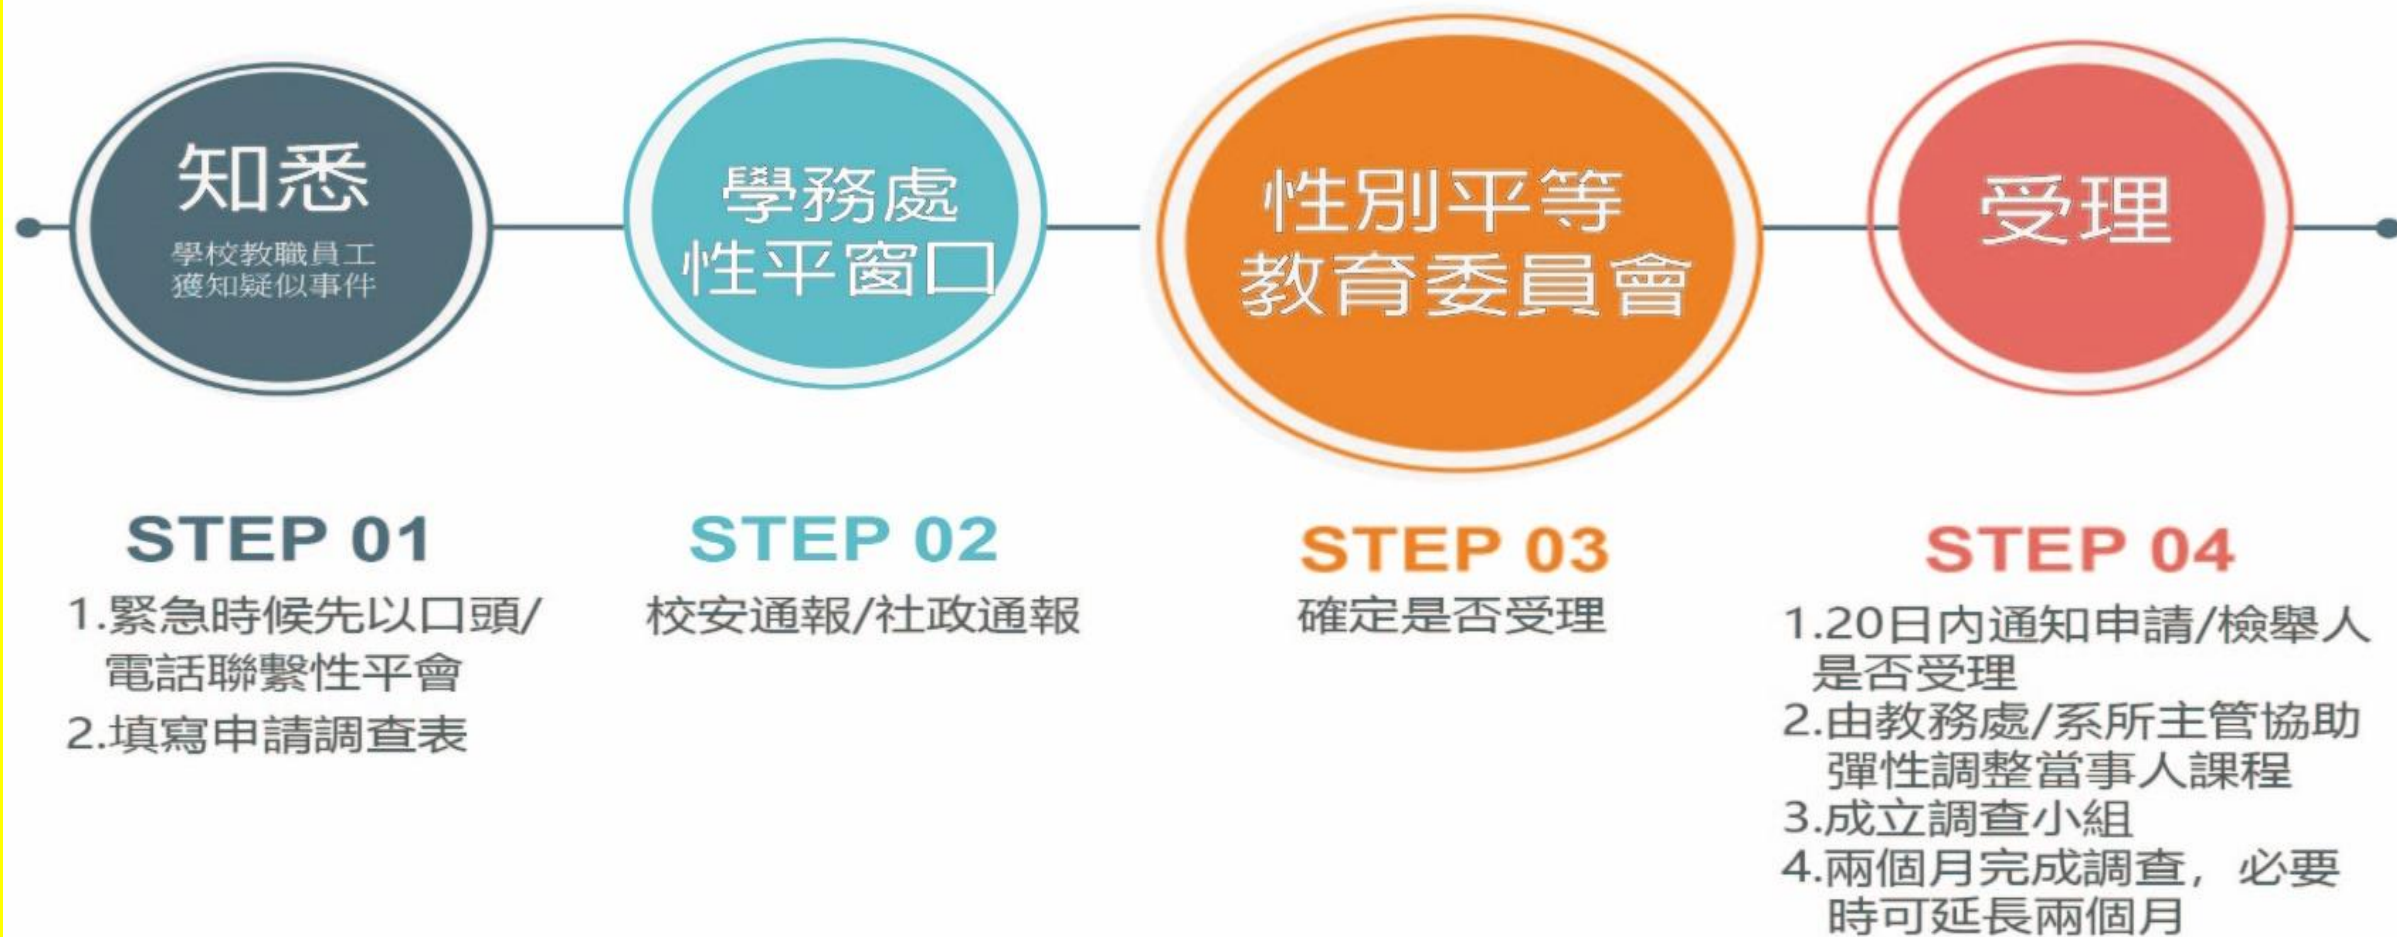 知悉
學校教職員工
獲知疑似事件
學務處
性平窗口
性別平等
教育委員會
受理
STEP 01
1.緊急時候先以口頭/
電話聯繫性平會
2.填寫申請調查表
STEP 02
校安通報/社政通報
STEP 03
確定是否受理
STEP 04
1.20日內通知申請/檢舉人
是否受理
2.由教務處/系所主管協助
彈性調整當事人課程
3.成立調查小組
4.兩個月完成調查，必要
時可延長兩個月